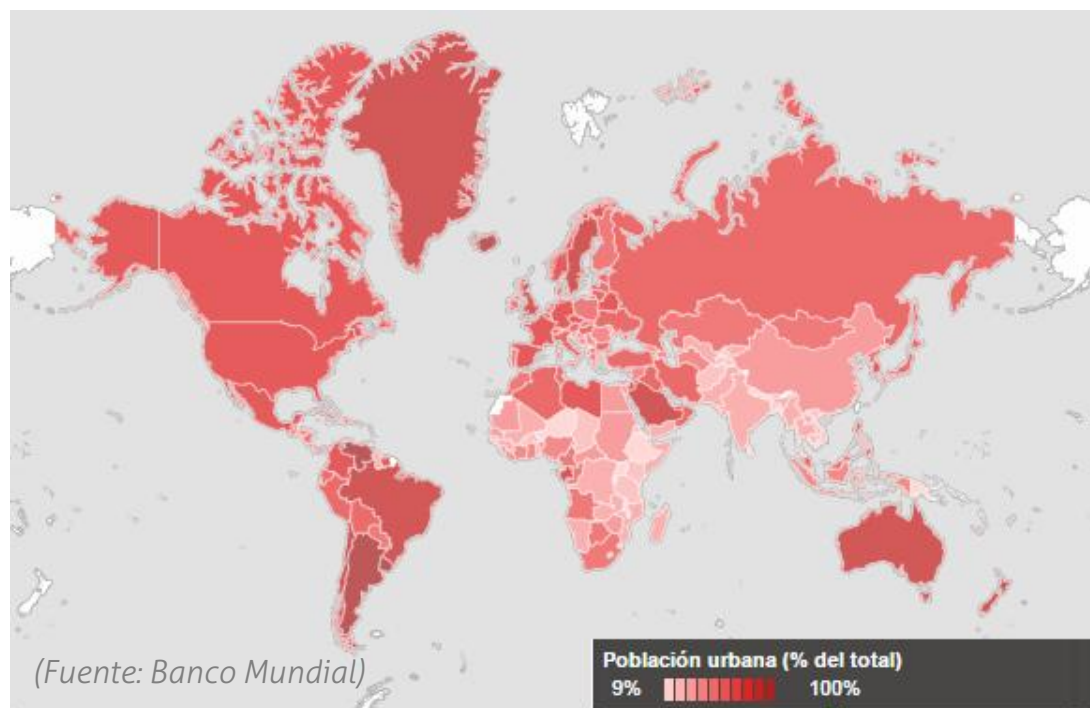 (Fuente: Banco Mundial)
Población urbana (% del total)
9% 100%